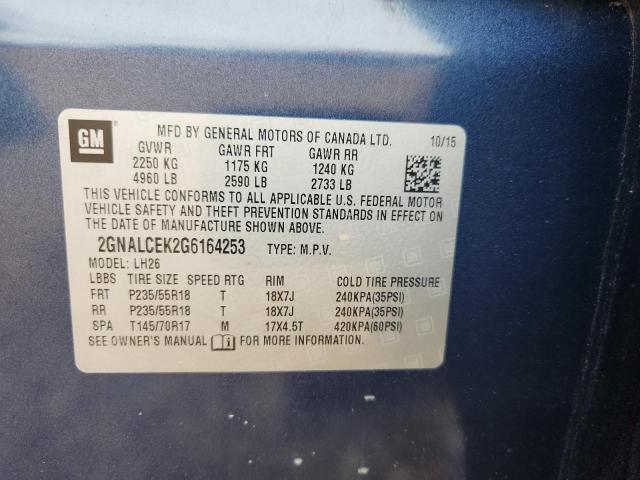 GM
MFD BY GENERAL MOTORS OF CANADA LTD. 10/15
GVWR GAWR FRT GAWR RR
2250 KG 1175 KG 1240 KG
4960 LB 2590 LB 2733 LB
THIS VEHICLE CONFORMS TO ALL APPLICABLE U.S. FEDERAL MOTOR
VEHICLE SAFETY AND THEFT PREVENTION STANDARDS IN EFFECT ON
THE DATE OF MANUFACTURE SHOWN ABOVE.
2GNALCEK2G6164253 TYPE: M.P.V.
MODEL: LH26
LBBS TIRE SIZE SPEED RTG RIM COLD TIRE PRESSURE
FRT P235/55R18 T 18X7J 240KPA(35PSI)
RR P235/55R18 T 18X7J 240KPA(35PSI)
SPA T145/70R17 M 17X4.5T 420KPA(60PSI)
SEE OWNER'S MANUAL FOR MORE INFORMATION.